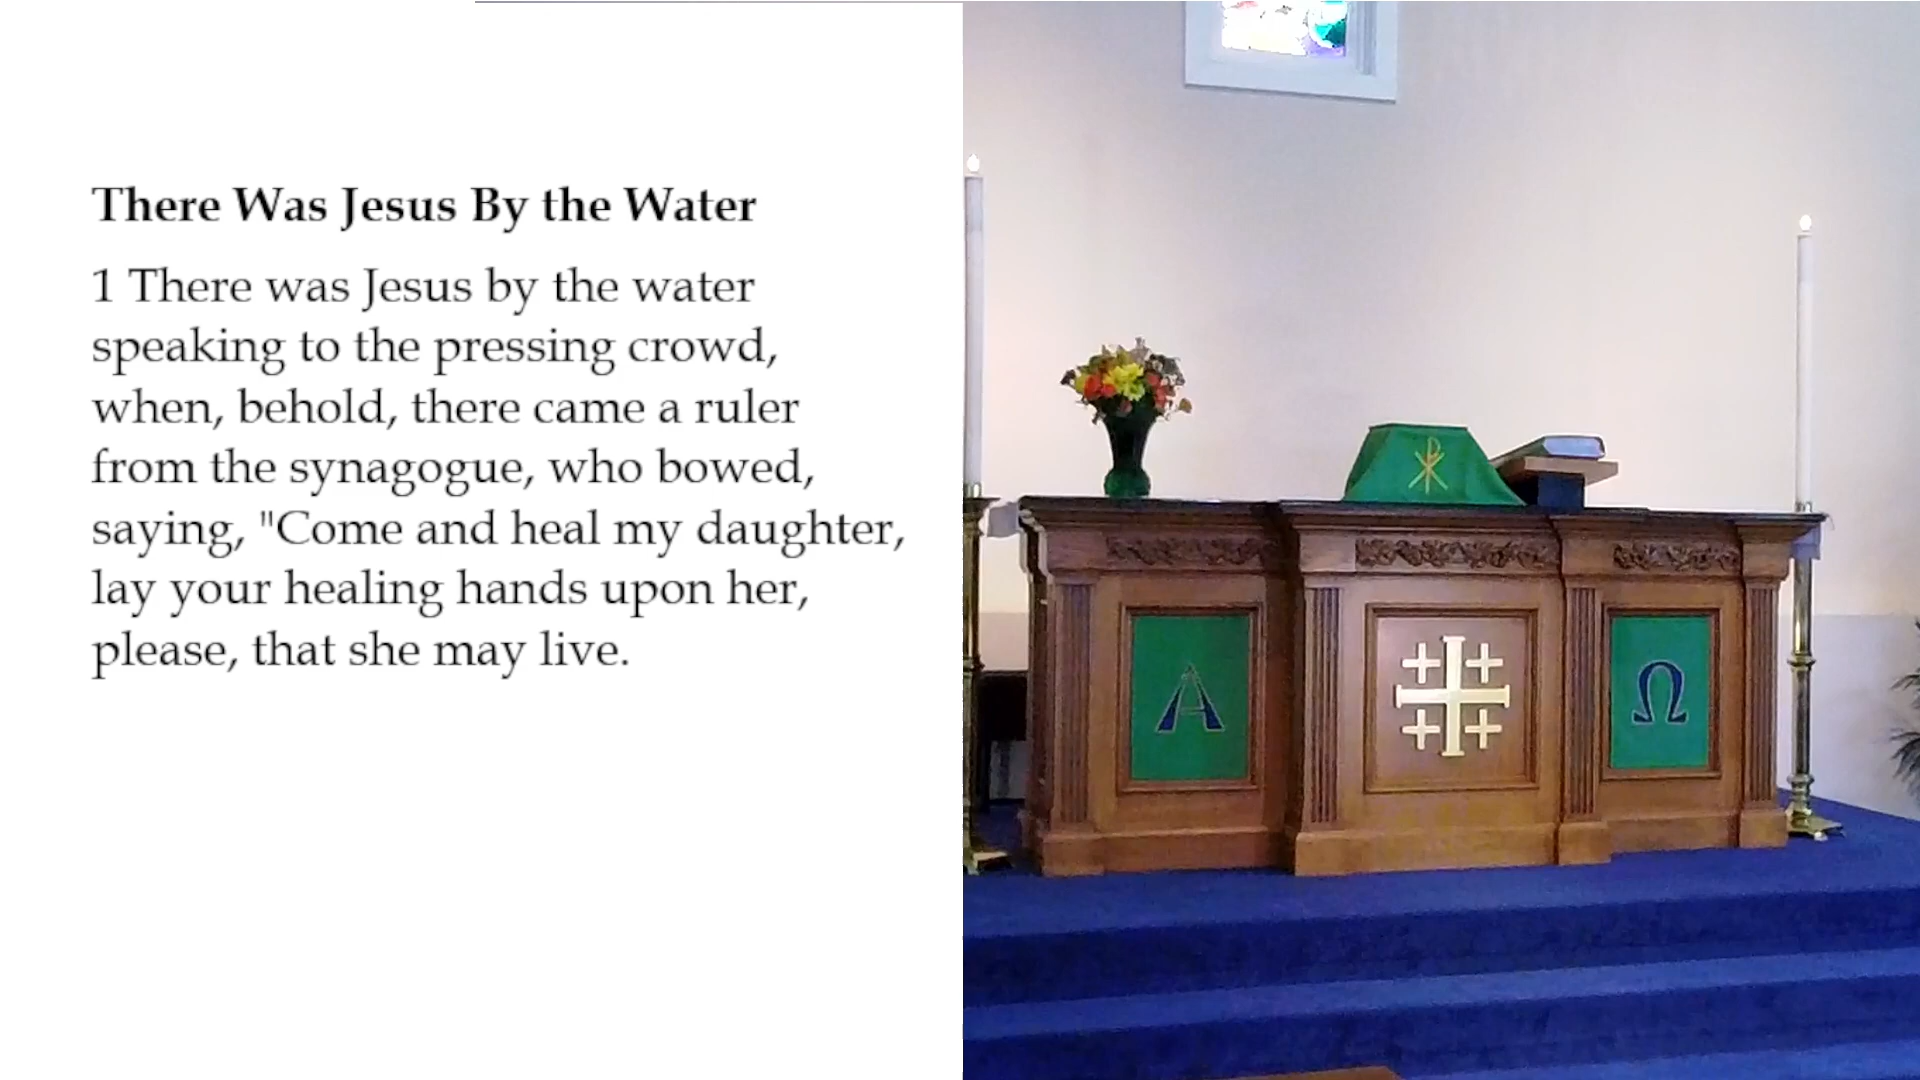 There Was Jesus By the Water
1 There was Jesus by the water
speaking to the pressing crowd,
when, behold, there came a ruler
from the synagogue, who bowed,
saying, "Come and heal my daughter,
lay your healing hands upon her,
please, that she may live.
Α
Ω